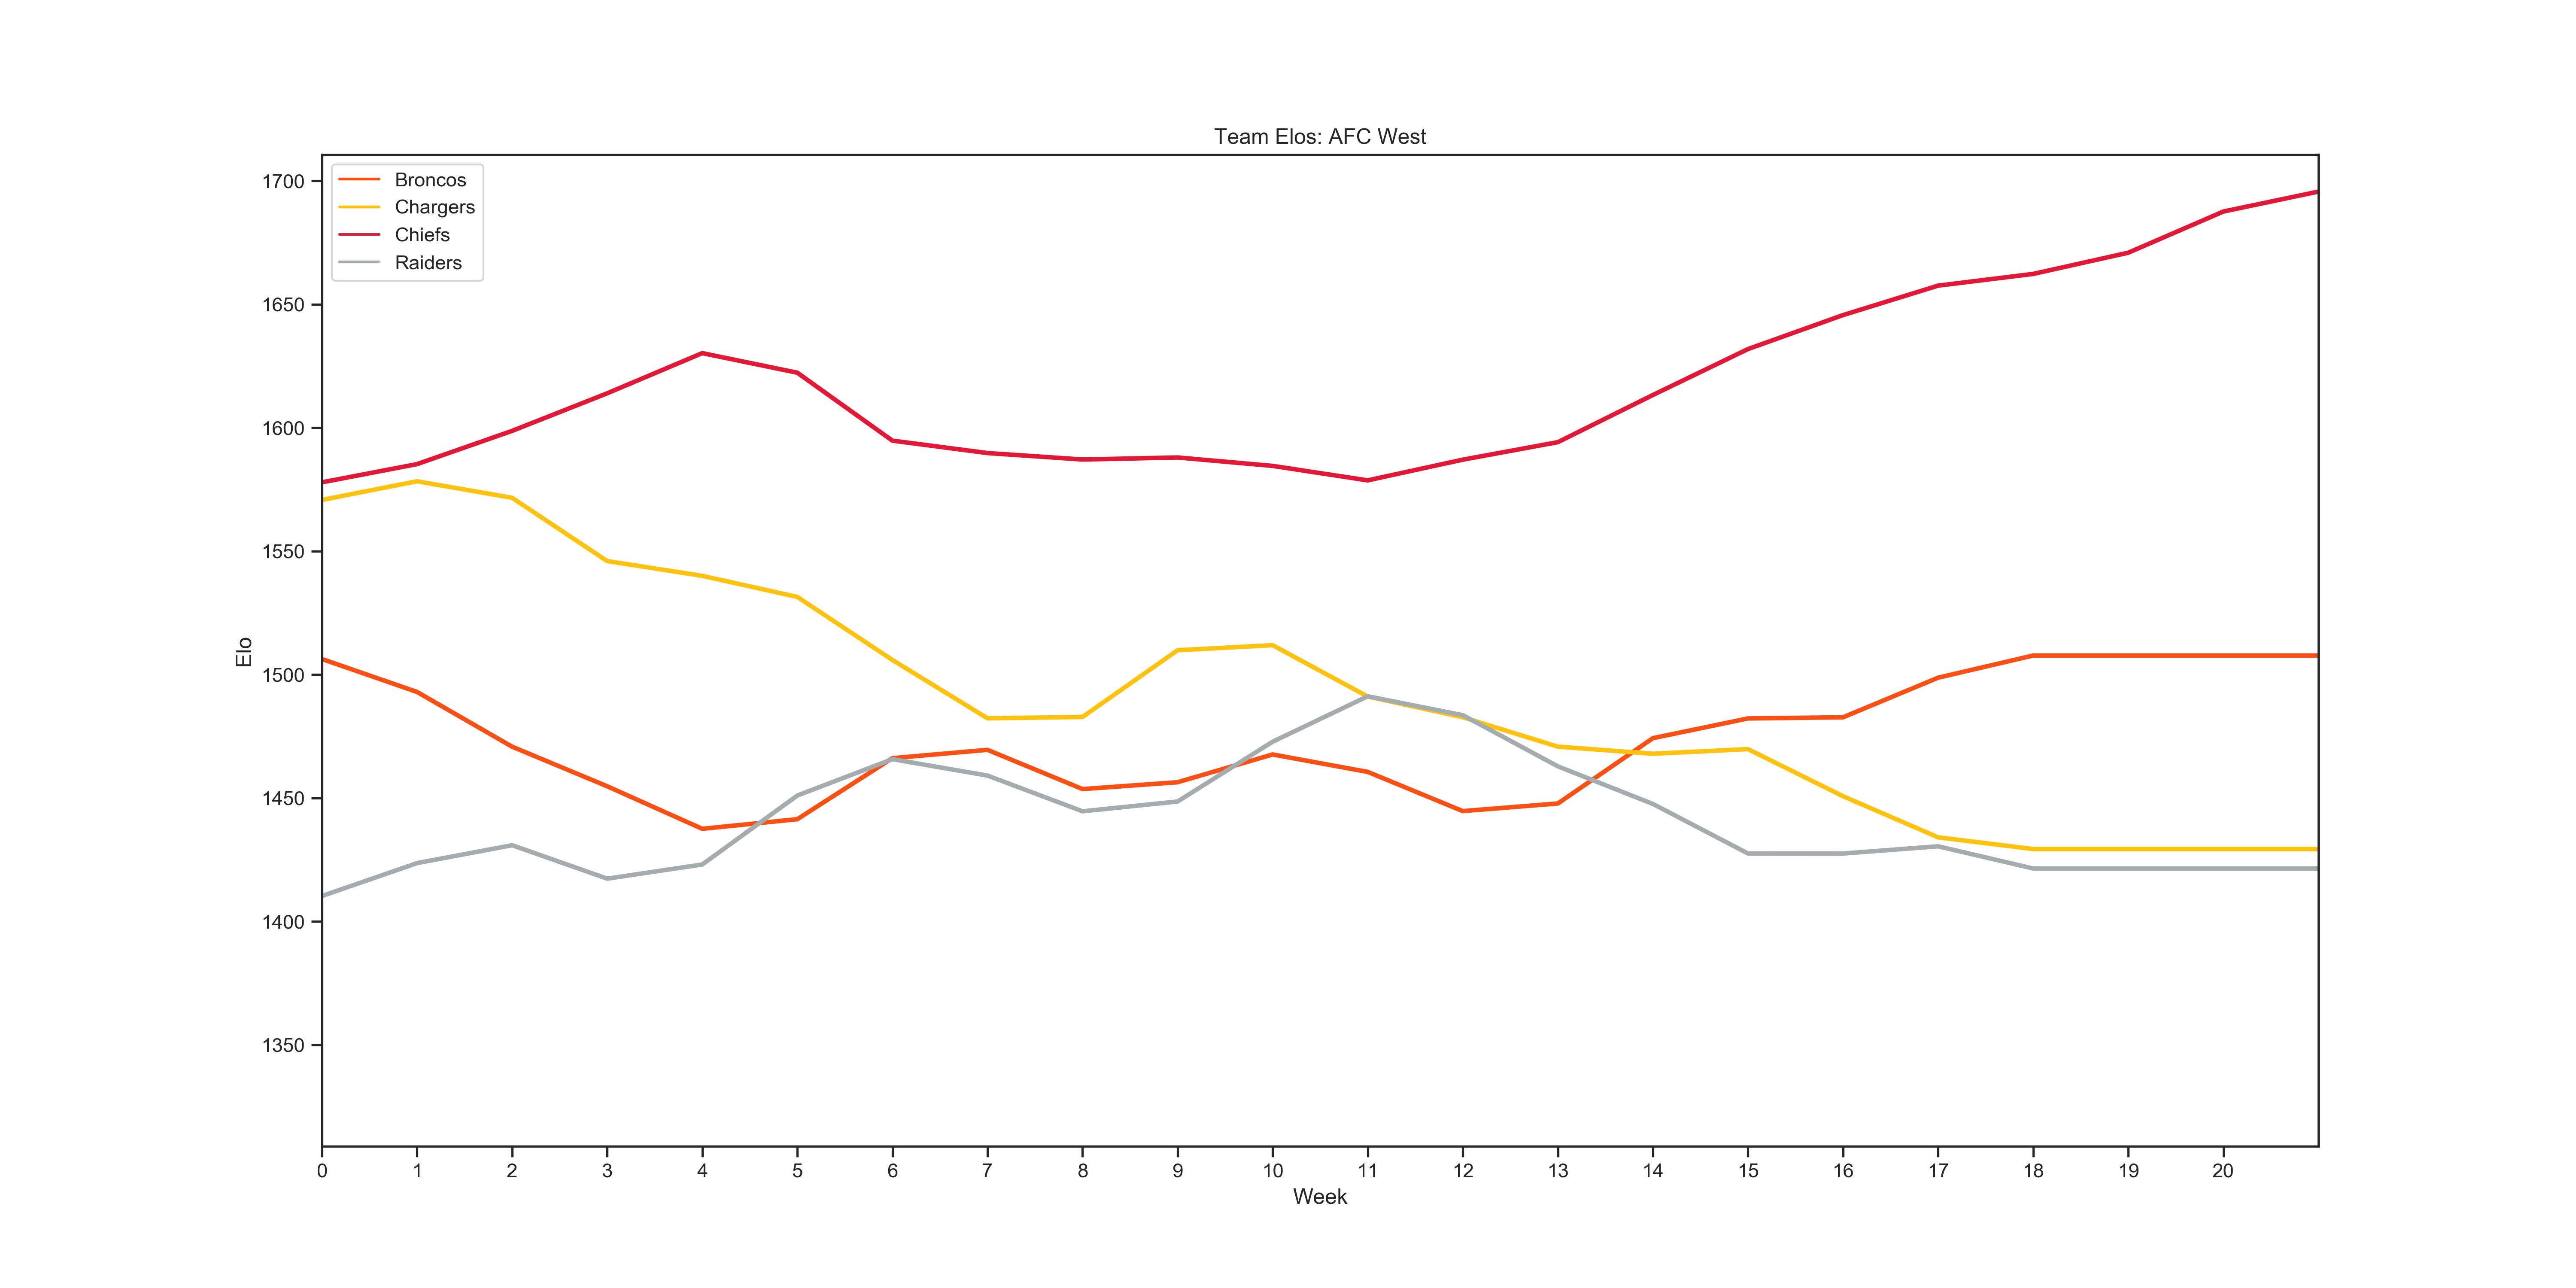 Team Elos: AFC West
Broncos
Chargers
Chiefs
Raiders
1700
1650
1600
1550
1500
1450
1400
1350
Elo
0 1 2 3 4 5 6 7 8 9 10 11 12 13 14 15 16 17 18 19 20
Week